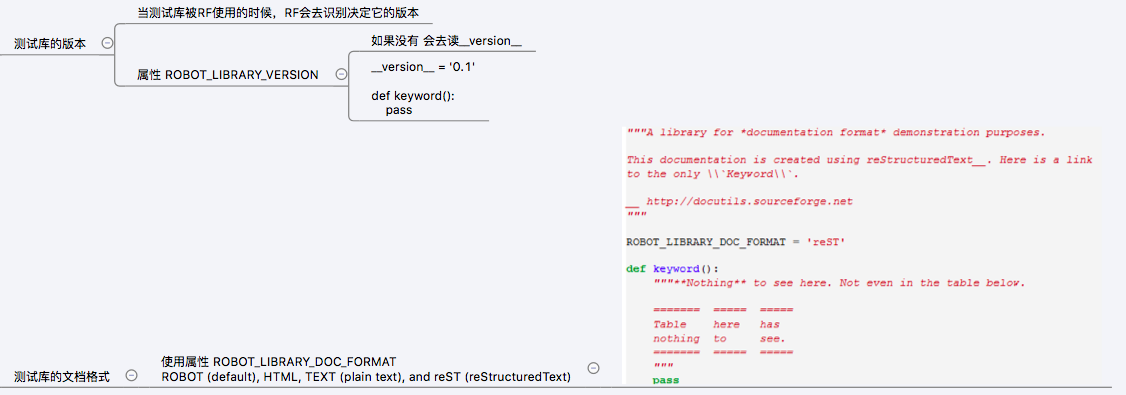 当测试库被RF使用的时候，RF会去识别决定它的版本
测试库的版本
如果没有 会去读__version__
属性 ROBOT_LIBRARY_VERSION
__version__ = '0.1'
def keyword():
pass
"""A library for *documentation format* demonstration purposes.
This documentation is created using reStructuredText__. Here is a link
to the only \\`Keyword\\`.
__ http://docutils.sourceforge.net
"""
ROBOT_LIBRARY_DOC_FORMAT = 'reST'
def keyword():
"""**Nothing** to see here. Not even in the table below.
======= ===== =====
Table here has
nothing to see.
======= ===== =====
"""
pass
测试库的文档格式
使用属性 ROBOT_LIBRARY_DOC_FORMAT
ROBOT (default), HTML, TEXT (plain text), and reST (reStructuredText)